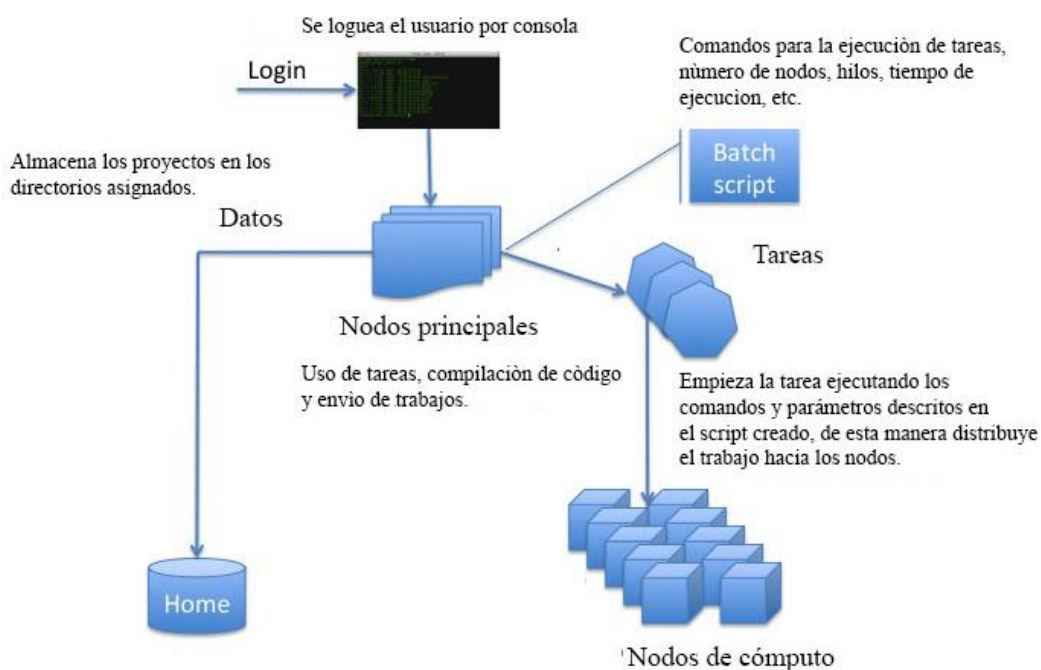 Se loguea el usuario por consola
Login
Comandos para la ejecuciòn de tareas,
nùmero de nodos, hilos, tiempo de
ejecucìon, etc.
Batch
script
Almacena los proyectos en los
directorios asignados.
Datos
Tareas
Nodos principales
Uso de tareas, compilaciòn de còdigo
y envìo de trabajos.
Empieza la tarea ejecutando los
comandos y parámetros descritos en
el script creado, de esta manera distribuye
el trabajo hacia los nodos.
Home
Nodos de cómputo